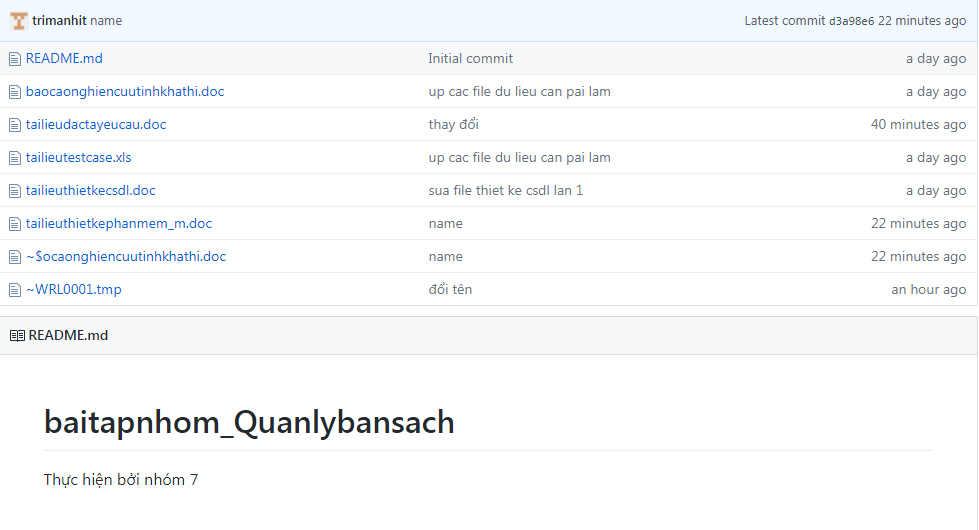 trimanhit name Latest commit d3a98e6 22 minutes ago
README.md Initial commit a day ago
baocaonghiencuutinhkhathi.doc up cac file du lieu can pai lam a day ago
tailieudactayeucau.doc thay đổi 40 minutes ago
tailieutestcase.xls up cac file du lieu can pai lam a day ago
tailieuthietkecsdl.doc sua file thiet ke csdl lan 1 a day ago
tailieuthietkephanmem_m.doc name 22 minutes ago
~$ocaonghiencuutinhkhathi.doc name 22 minutes ago
~WRL0001.tmp đổi tên an hour ago
README.md
baitapnhom_Quanlybansach
Thực hiện bởi nhóm 7